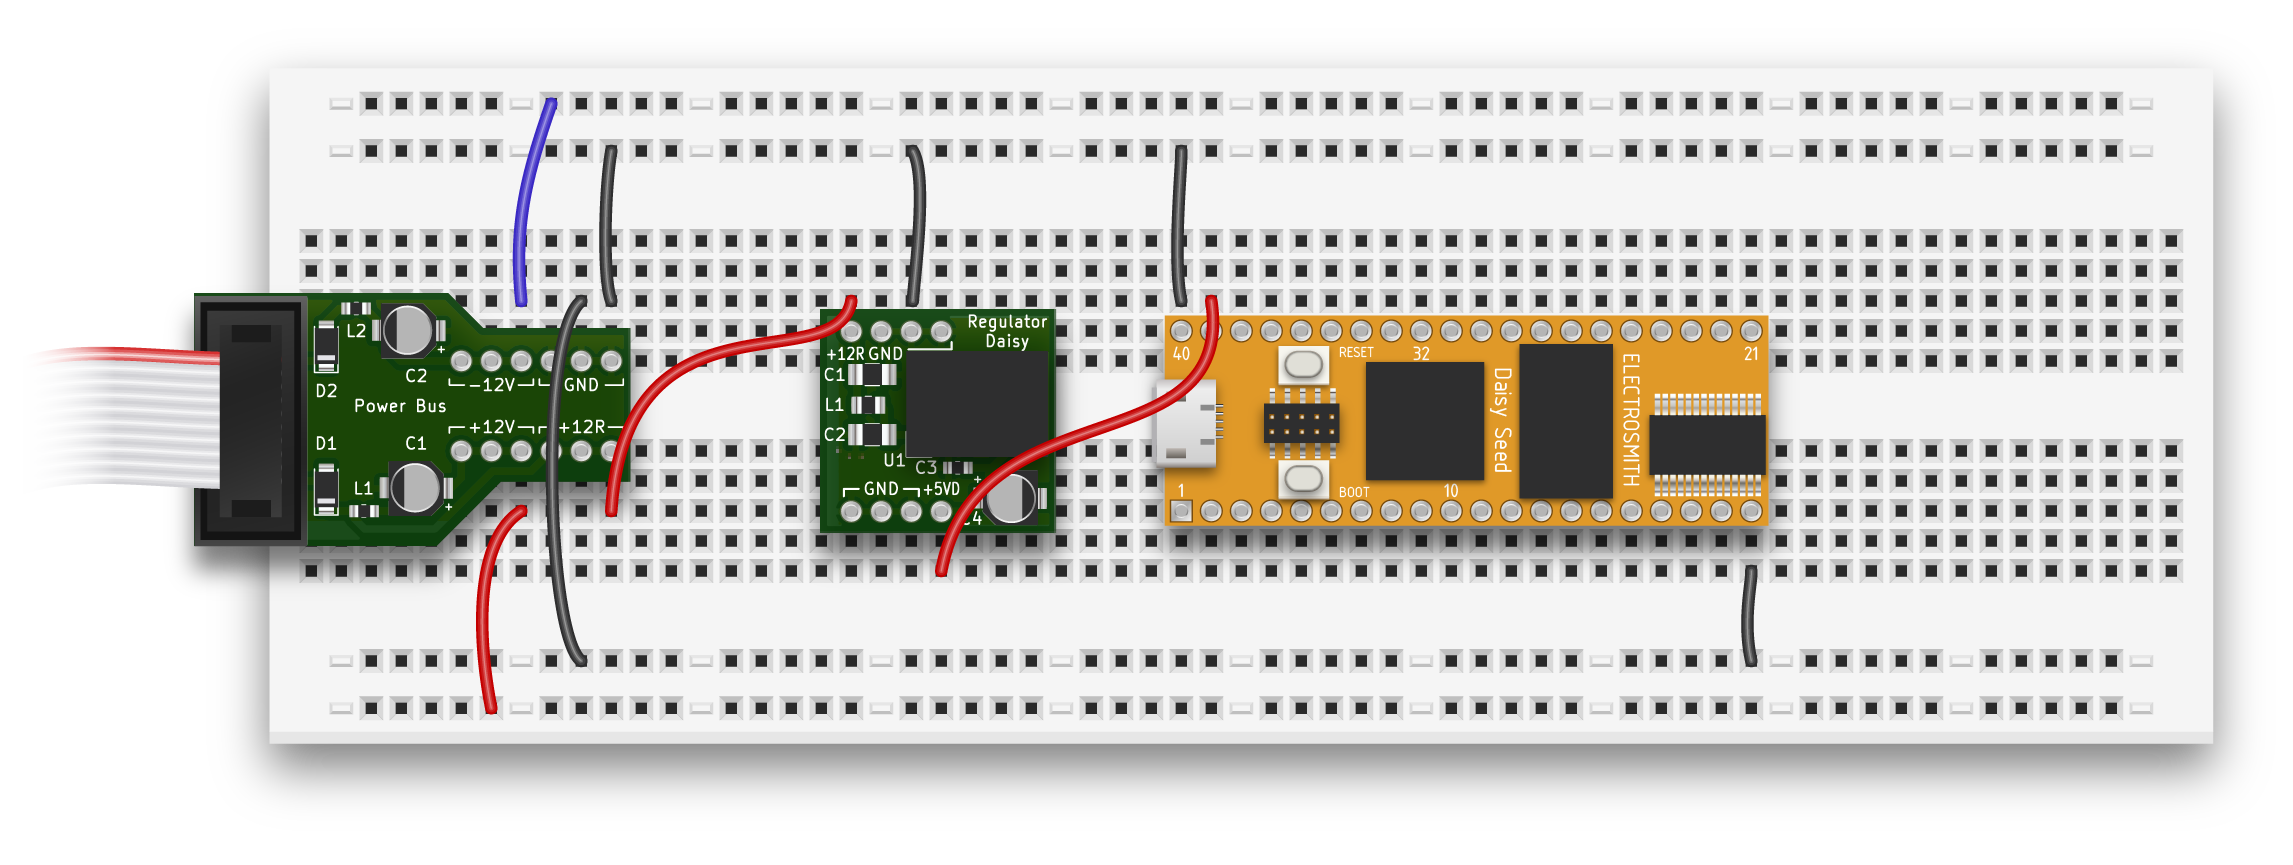 L2
D2
C2
+
-12V
GND
Power Bus
+12V
+12R
D1
C1
L1
+
Regulator
Daisy
+12R GND
C1
L1
C2
U1
C3
+
GND
+5VD
C4
40
RESET
32
21
Daisy Seed
ELECTROSMITH
1
BOOT
10